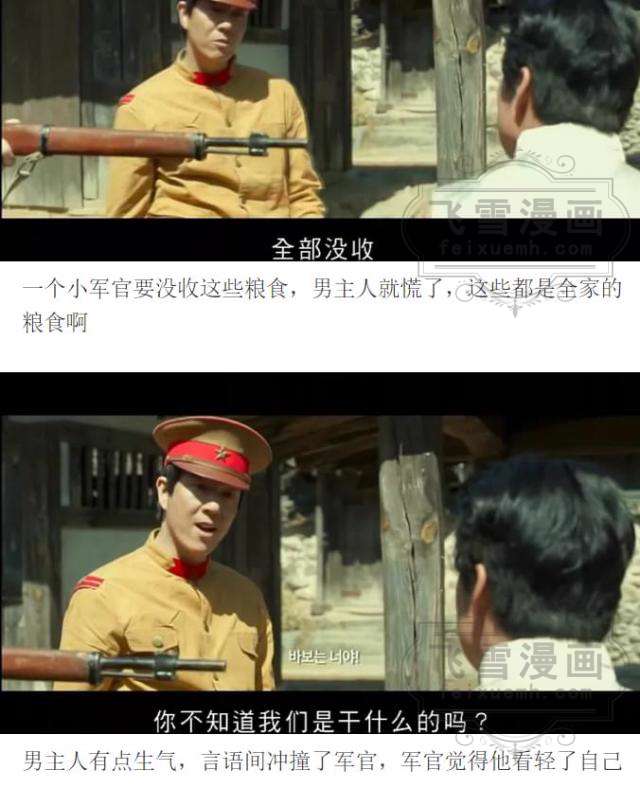 全部没收
飞雪漫画
feixuemh.com
一个小军官要没收这些粮食，男主人就慌了，这些都是全家的
粮食啊
바보는 너야!
飞雪漫画
feixuemh.com
你不知道我们是干什么的吗？
男主人有点生气，言语间冲撞了军官，军官觉得他看轻了自己